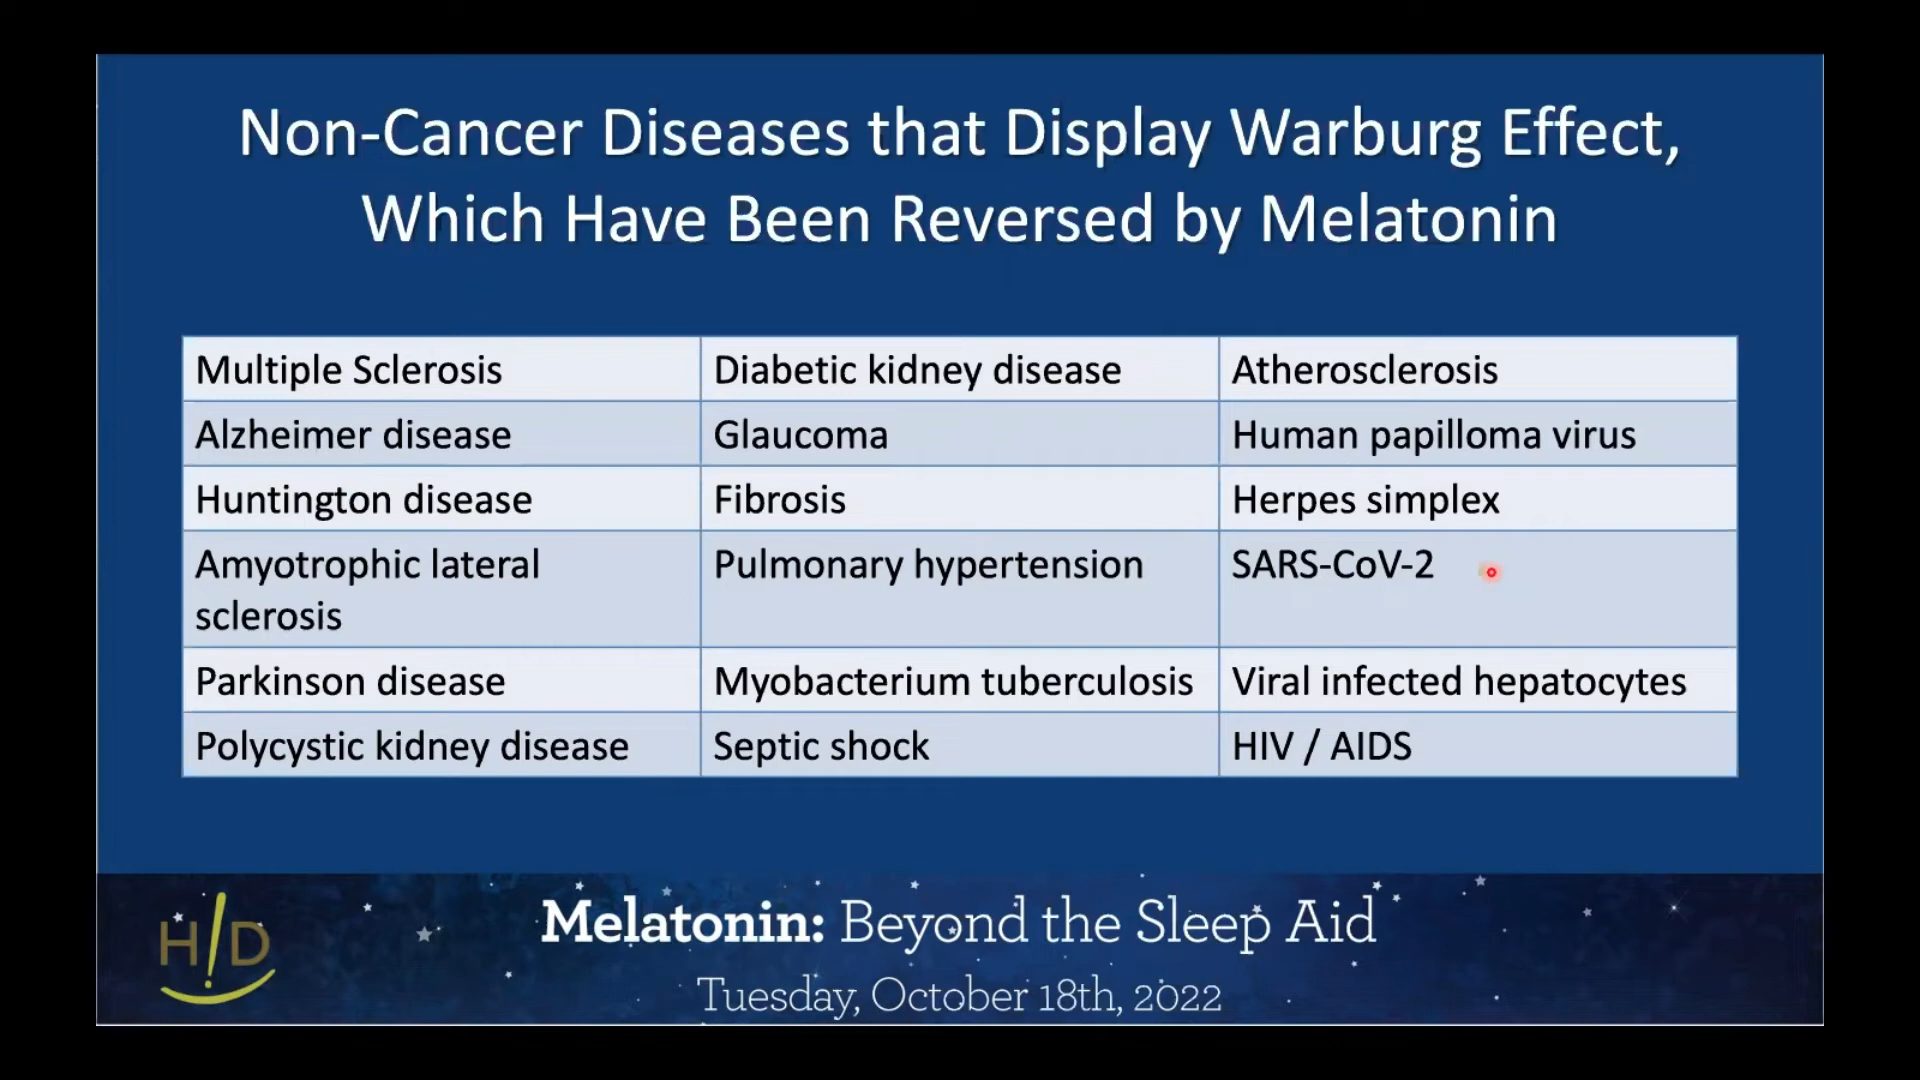 Non-Cancer Diseases that Display Warburg Effect,
Which Have Been Reversed by Melatonin
Multiple Sclerosis
Diabetic kidney disease
Atherosclerosis
Alzheimer disease
Glaucoma
Human papilloma virus
Huntington disease
Fibrosis
Herpes simplex
Amyotrophic lateral
sclerosis
Pulmonary hypertension
SARS-CoV-2
Parkinson disease
Myobacterium tuberculosis
Viral infected hepatocytes
Polycystic kidney disease
Septic shock
HIV / AIDS
H!D
Melatonin: Beyond the Sleep Aid
Tuesday, October 18th, 2022